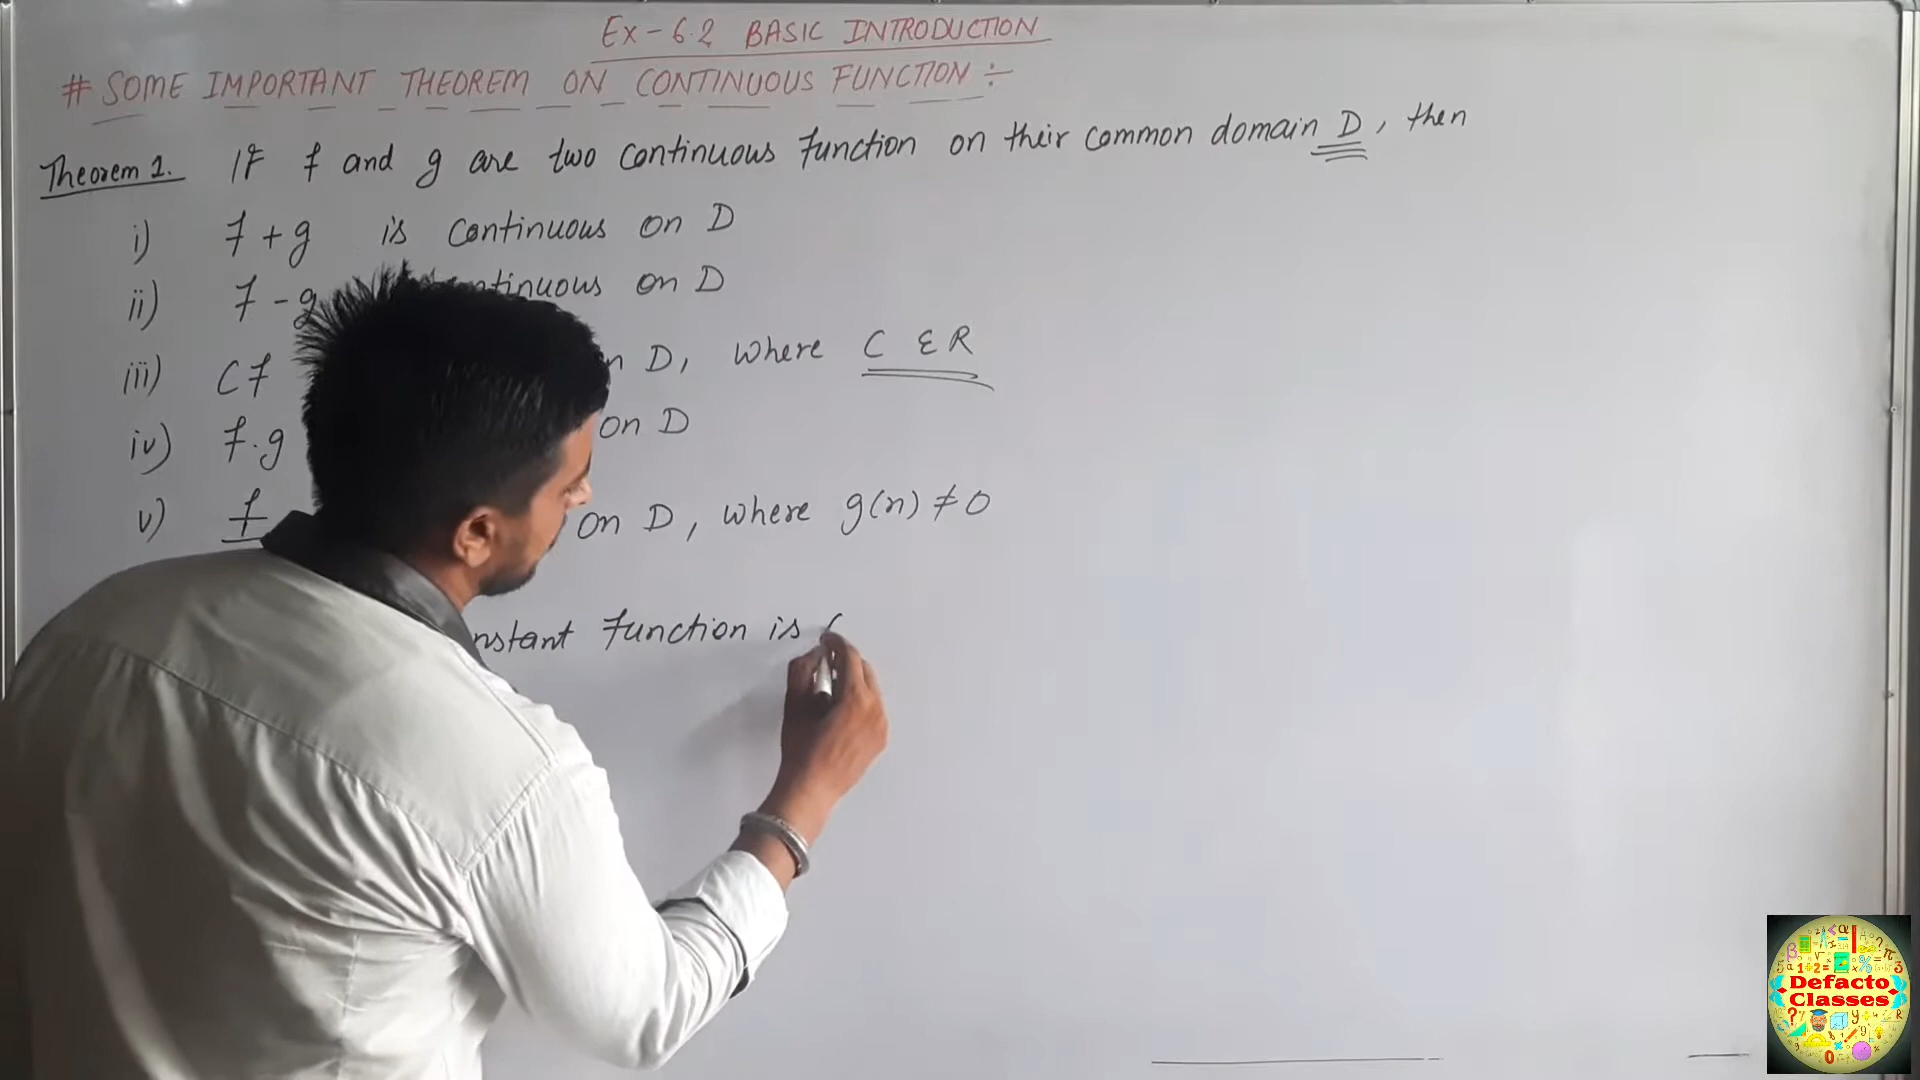 Ex-6.2 BASIC INTRODUCTION
# SOME IMPORTANT THEOREM ON CONTINUOUS FUNCTION :-
Theorem 1. If f and g are two continuous function on their common domain D, then
i) f + g is continuous on D
ii) f - g continuous on D
iii) Cf on D, where C ε R
iv) f.g on D
v) f on D, where g(n) ≠ 0
nstant function is C
Defacto
Classes